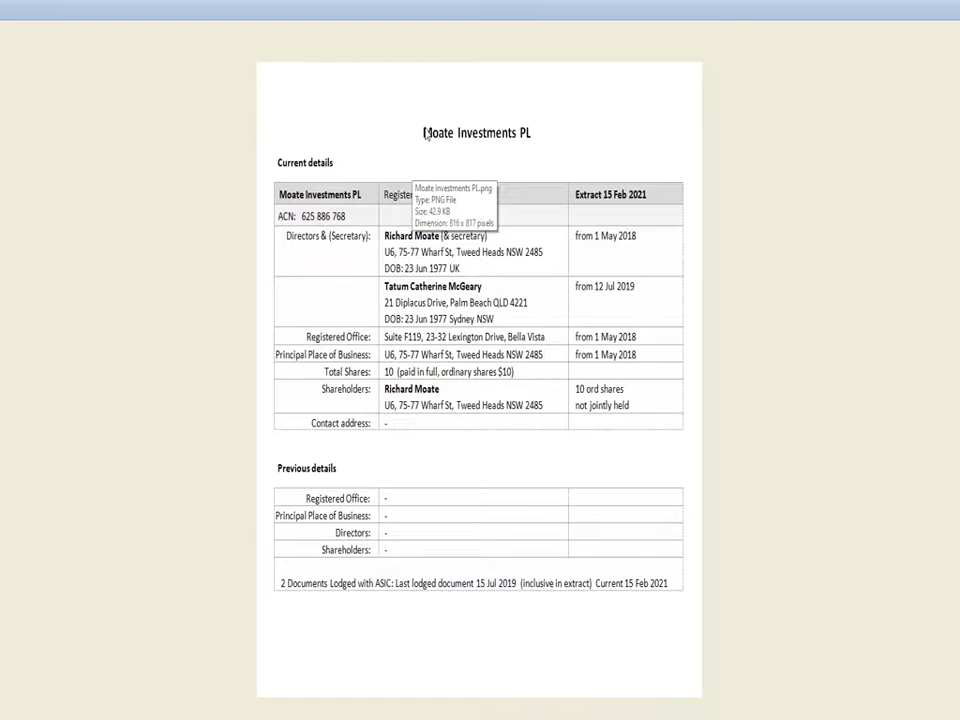 Moate Investments PL
Current details
Moate Investments PL Extract 15 Feb 2021
Moate Investments PL.png
Type: PNG File
Size: 42.9 KB
Dimension: 816 x 817 pixels
ACN: 625 886 768
Directors & (Secretary): Richard Moate (& secretary) from 1 May 2018
U6, 75-77 Wharf St, Tweed Heads NSW 2485
DOB: 23 Jun 1977 UK
Tatum Catherine McGeary from 12 Jul 2019
21 Diplacus Drive, Palm Beach QLD 4221
DOB: 23 Jun 1977 Sydney NSW
Registered Office: Suite F119, 23-32 Lexington Drive, Bella Vista from 1 May 2018
Principal Place of Business: U6, 75-77 Wharf St, Tweed Heads NSW 2485 from 1 May 2018
Total Shares: 10 (paid in full, ordinary shares $10)
Shareholders: Richard Moate 10 ord shares
U6, 75-77 Wharf St, Tweed Heads NSW 2485 not jointly held
Contact address: -
Previous details
Registered Office: -
Principal Place of Business: -
Directors: -
Shareholders: -
2 Documents Lodged with ASIC: Last lodged document 15 Jul 2019 (inclusive in extract) Current 15 Feb 2021